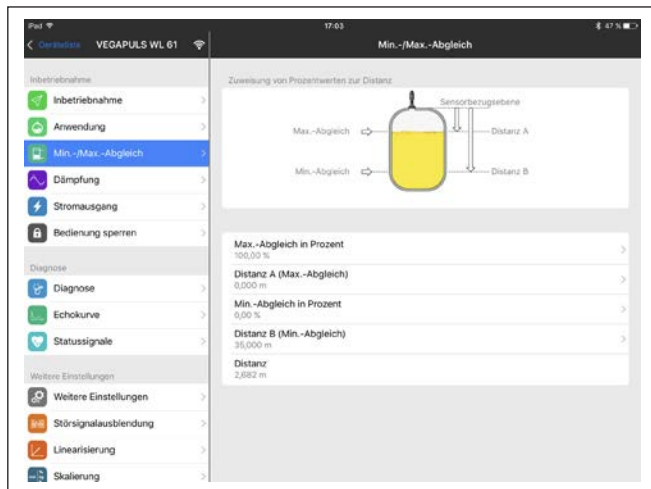 iPad
17:03
47 %
Geräteliste
VEGAPULS WL 61
Min.-/Max.-Abgleich
Inbetriebnahme
Inbetriebnahme
Anwendung
Min.-/Max.-Abgleich
Dämpfung
Stromausgang
Bedienung sperren
Diagnose
Diagnose
Echokurve
Statussignale
Weitere Einstellungen
Weitere Einstellungen
Störsignalausblendung
Linearisierung
Skalierung
Zuweisung von Prozentwerten zur Distanz
Sensorbezugsebene
Max.-Abgleich
Distanz A
Min.-Abgleich
Distanz B
Max.-Abgleich in Prozent
100,00 %
Distanz A (Max.-Abgleich)
0,000 m
Min.-Abgleich in Prozent
0,00 %
Distanz B (Min.-Abgleich)
35,000 m
Distanz
2,682 m